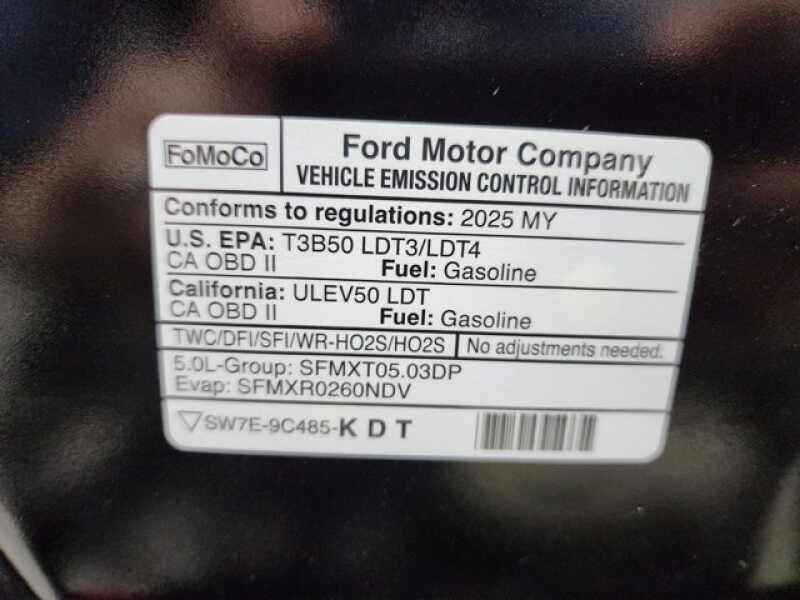 FoMoCo
Ford Motor Company
VEHICLE EMISSION CONTROL INFORMATION
Conforms to regulations: 2025 MY
U.S. EPA: T3B50 LDT3/LDT4
CA OBD II Fuel: Gasoline
California: ULEV50 LDT
CA OBD II Fuel: Gasoline
TWC/DFI/SFI/WR-HO2S/HO2S No adjustments needed.
5.0L-Group: SFMXT05.03DP
Evap: SFMXR0260NDV
SW7E-9C485-K D T